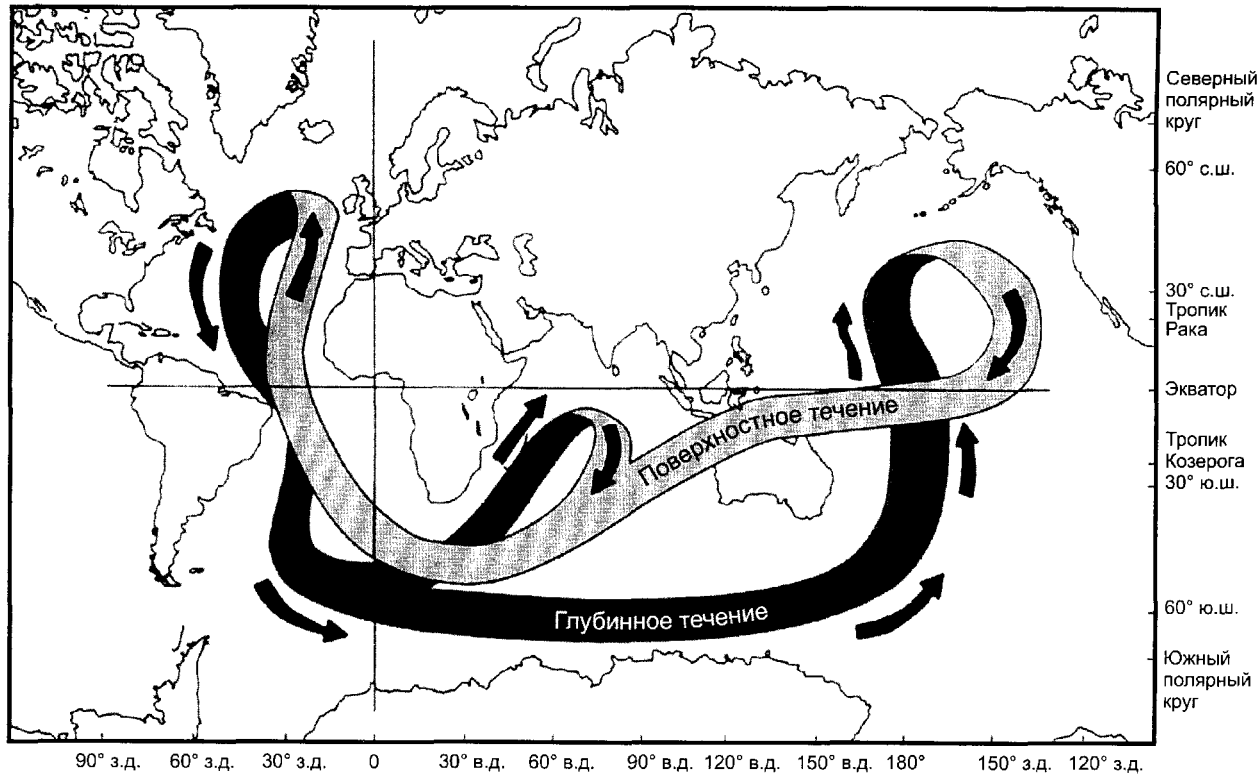 Северный
полярный
круг
60° с.ш.
30° с.ш.
Тропик
Рака
Экватор
Поверхностное течение
Тропик
Козерога
30° ю.ш.
Глубинное течение
60° ю.ш.
Южный
полярный
круг
90° з.д. 60° з.д. 30° з.д. 0 30° в.д. 60° в.д. 90° в.д. 120° в.д. 150° в.д. 180° 150° з.д. 120° з.д.